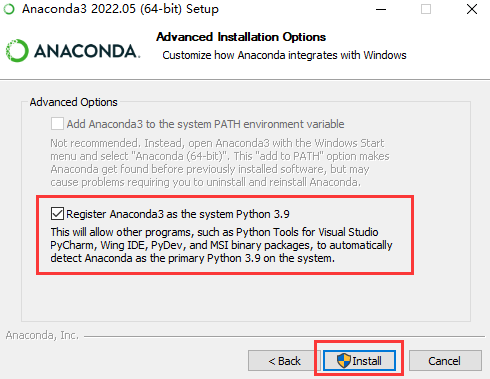 Anaconda3 2022.05 (64-bit) Setup
ANACONDA.
Advanced Installation Options
Customize how Anaconda integrates with Windows
Advanced Options
Add Anaconda3 to the system PATH environment variable
Not recommended. Instead, open Anaconda3 with the Windows Start
menu and select "Anaconda (64-bit)". This "add to PATH" option makes
Anaconda get found before previously installed software, but may
cause problems requiring you to uninstall and reinstall Anaconda.
Register Anaconda3 as the system Python 3.9
This will allow other programs, such as Python Tools for Visual Studio
PyCharm, Wing IDE, PyDev, and MSI binary packages, to automatically
detect Anaconda as the primary Python 3.9 on the system.
Anaconda, Inc.
< Back
Install
Cancel